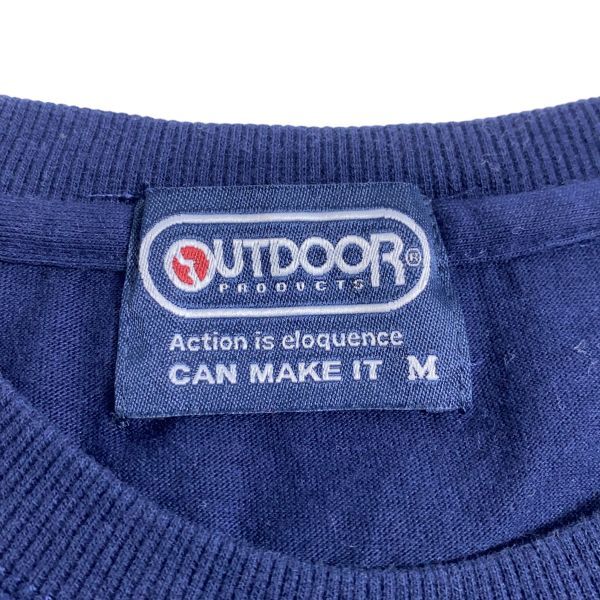 OUTDOOR®
PRODUCTS
Action is eloquence
CAN MAKE IT M